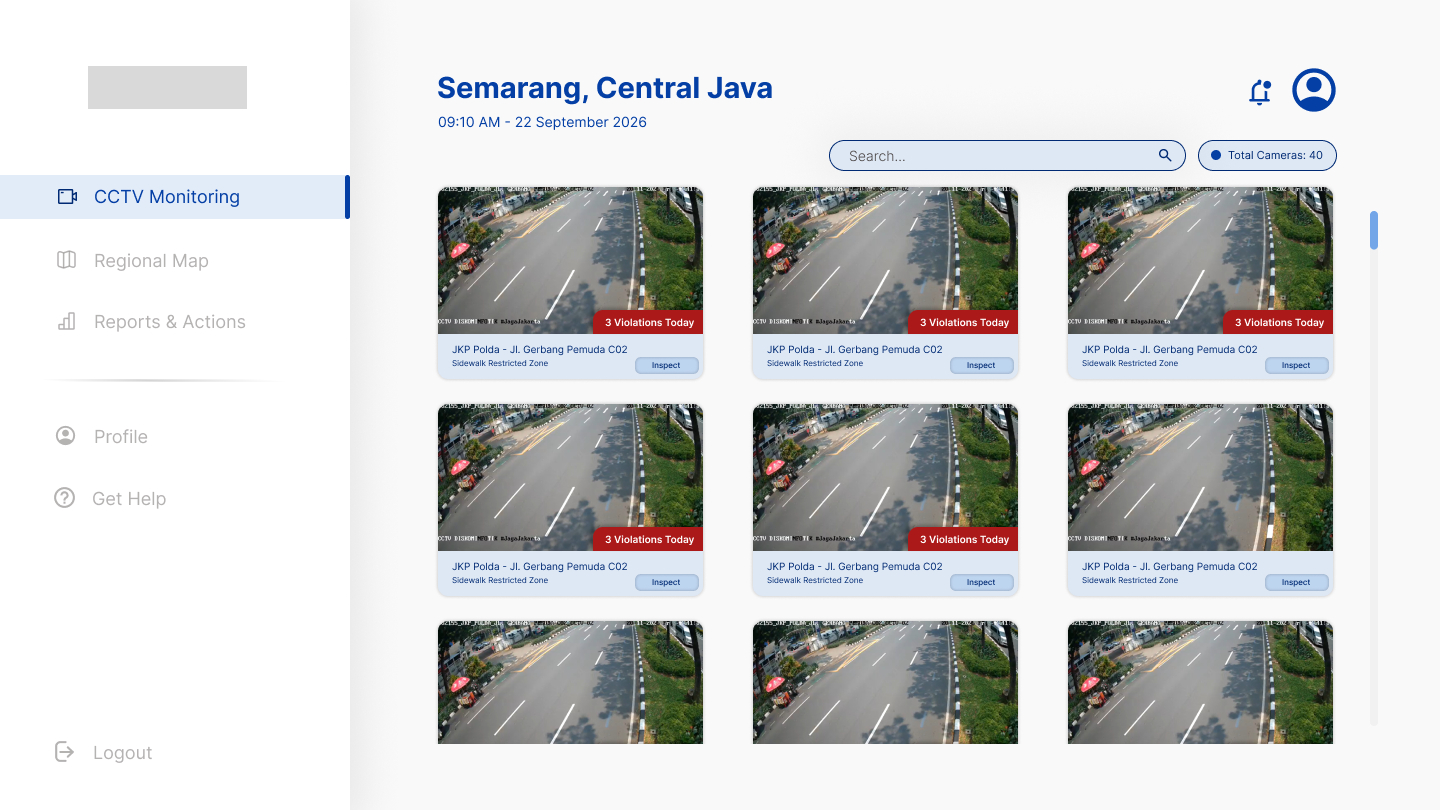 Semarang, Central Java
09:10 AM - 22 September 2026
Search...
Total Cameras: 40
CCTV Monitoring
Regional Map
Reports & Actions
Profile
Get Help
Logout
3 Violations Today
3 Violations Today
3 Violations Today
JKP Polda - Jl. Gerbang Pemuda C02
Sidewalk Restricted Zone
Inspect
JKP Polda - Jl. Gerbang Pemuda C02
Sidewalk Restricted Zone
Inspect
JKP Polda - Jl. Gerbang Pemuda C02
Sidewalk Restricted Zone
Inspect
3 Violations Today
3 Violations Today
JKP Polda - Jl. Gerbang Pemuda C02
Sidewalk Restricted Zone
Inspect
JKP Polda - Jl. Gerbang Pemuda C02
Sidewalk Restricted Zone
Inspect
JKP Polda - Jl. Gerbang Pemuda C02
Sidewalk Restricted Zone
Inspect